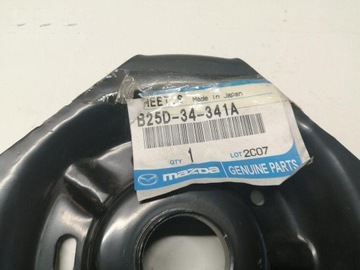 Made in Japan
B25D-34-341A
QTY 1 LOT 2C07
mazda GENUINE PARTS